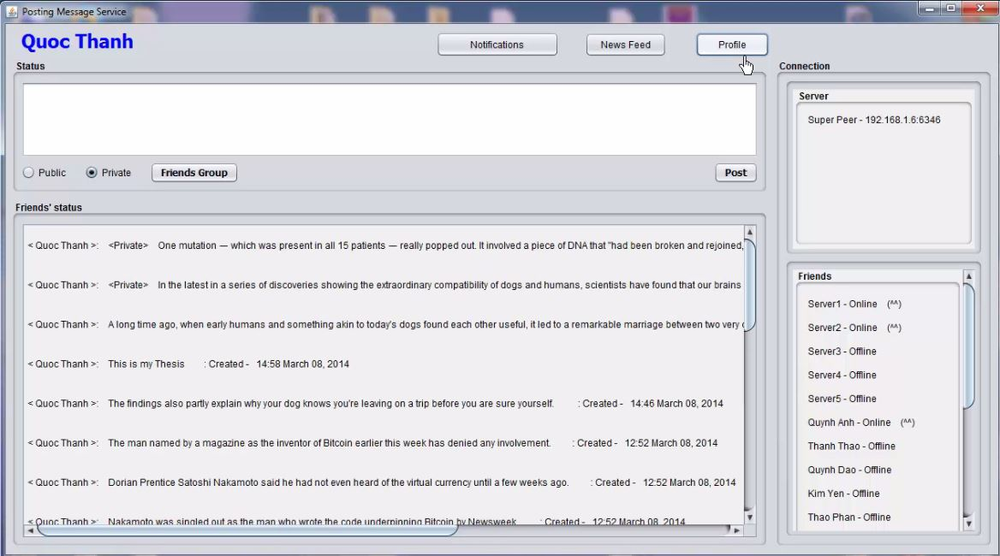 Posting Message Service
Quoc Thanh
Notifications
News Feed
Profile
Status
Public
Private
Friends Group
Post
Friends' status
< Quoc Thanh >: <Private> One mutation — which was present in all 15 patients — really popped out. It involved a piece of DNA that "had been broken and rejoined,
< Quoc Thanh >: <Private> In the latest in a series of discoveries showing the extraordinary compatibility of dogs and humans, scientists have found that our brains
< Quoc Thanh >: A long time ago, when early humans and something akin to today's dogs found each other useful, it led to a remarkable marriage between two very
< Quoc Thanh >: This is my Thesis : Created - 14:58 March 08, 2014
< Quoc Thanh >: The findings also partly explain why your dog knows you're leaving on a trip before you are sure yourself. : Created - 14:46 March 08, 2014
< Quoc Thanh >: The man named by a magazine as the inventor of Bitcoin earlier this week has denied any involvement. : Created - 12:52 March 08, 2014
< Quoc Thanh >: Dorian Prentice Satoshi Nakamoto said he had not even heard of the virtual currency until a few weeks ago. : Created - 12:52 March 08, 2014
< Quoc Thanh >: Nakamoto was singled out as the man who wrote the code underpinning Bitcoin by Newsweek : Created - 12:52 March 08, 2014
Connection
Server
Super Peer - 192.168.1.6:6346
Friends
Server1 - Online (^^)
Server2 - Online (^^)
Server3 - Offline
Server4 - Offline
Server5 - Offline
Quynh Anh - Online (^^)
Thanh Thao - Offline
Quynh Dao - Offline
Kim Yen - Offline
Thao Phan - Offline